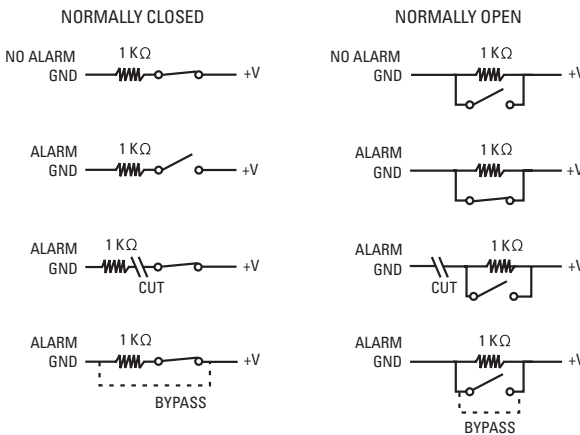 NORMALLY CLOSED
NO ALARM
1 KΩ
GND
+V
ALARM
1 KΩ
GND
+V
ALARM
1 KΩ
GND
+V
CUT
ALARM
1 KΩ
GND
+V
BYPASS
NORMALLY OPEN
NO ALARM
1 KΩ
GND
+V
ALARM
1 KΩ
GND
+V
ALARM
1 KΩ
GND
+V
CUT
ALARM
1 KΩ
GND
+V
BYPASS